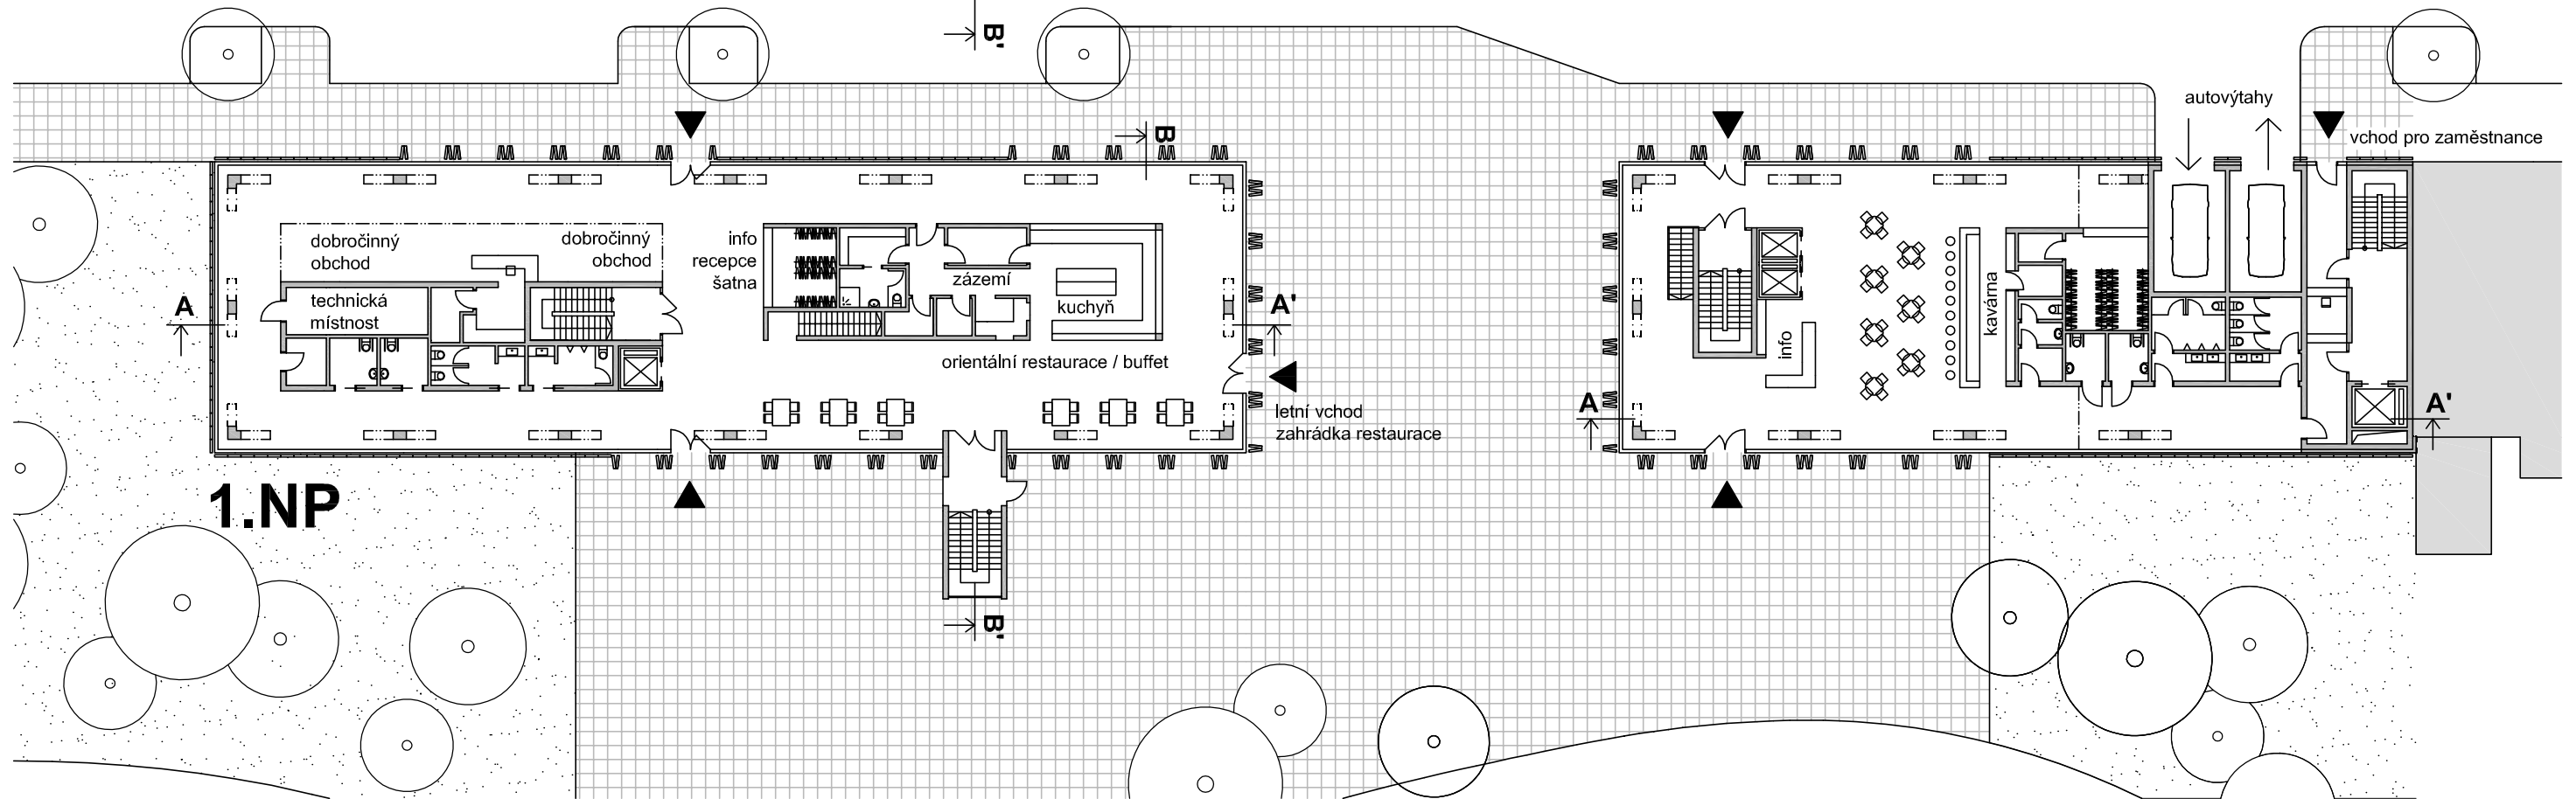 B'
autovýtahy
B
vchod pro zaměstnance
dobročinný
obchod
dobročinný
obchod
info
recepce
šatna
zázemí
technická
místnost
kuchyň
A
A'
orientální restaurace / buffet
kavárna
info
letní vchod
zahrádka restaurace
A
A'
1.NP
B'